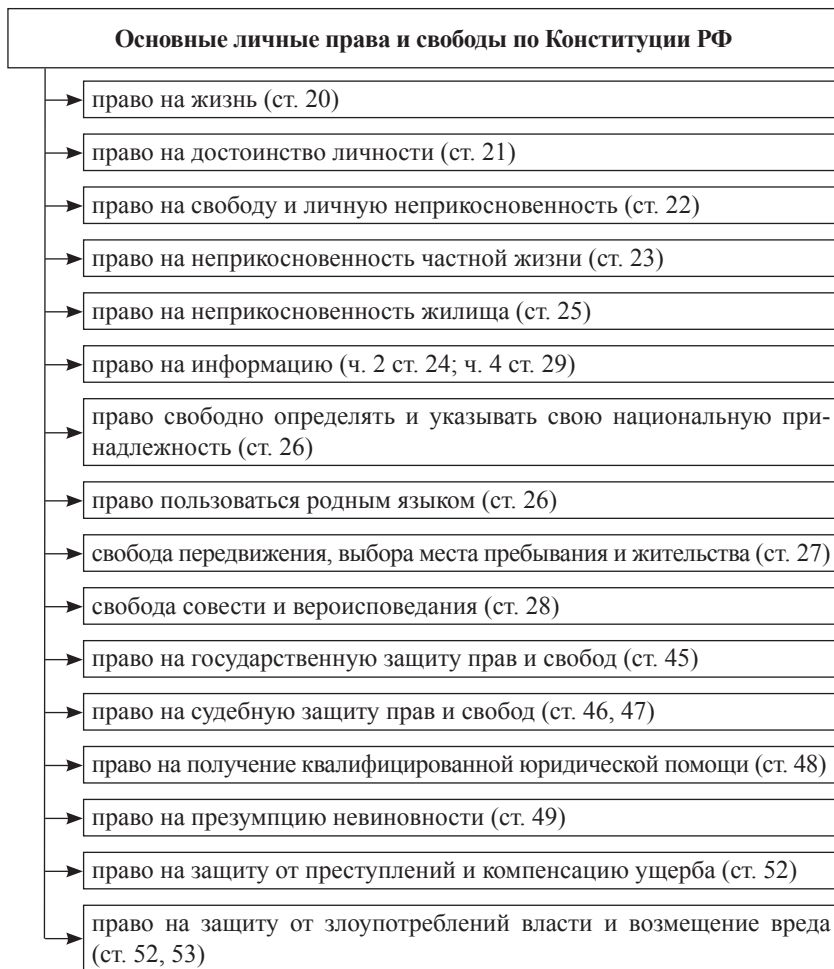 Основные личные права и свободы по Конституции РФ
право на жизнь (ст. 20)
право на достоинство личности (ст. 21)
право на свободу и личную неприкосновенность (ст. 22)
право на неприкосновенность частной жизни (ст. 23)
право на неприкосновенность жилища (ст. 25)
право на информацию (ч. 2 ст. 24; ч. 4 ст. 29)
право свободно определять и указывать свою национальную при-
надлежность (ст. 26)
право пользоваться родным языком (ст. 26)
свобода передвижения, выбора места пребывания и жительства (ст. 27)
свобода совести и вероисповедания (ст. 28)
право на государственную защиту прав и свобод (ст. 45)
право на судебную защиту прав и свобод (ст. 46, 47)
право на получение квалифицированной юридической помощи (ст. 48)
право на презумпцию невиновности (ст. 49)
право на защиту от преступлений и компенсацию ущерба (ст. 52)
право на защиту от злоупотреблений власти и возмещение вреда
(ст. 52, 53)